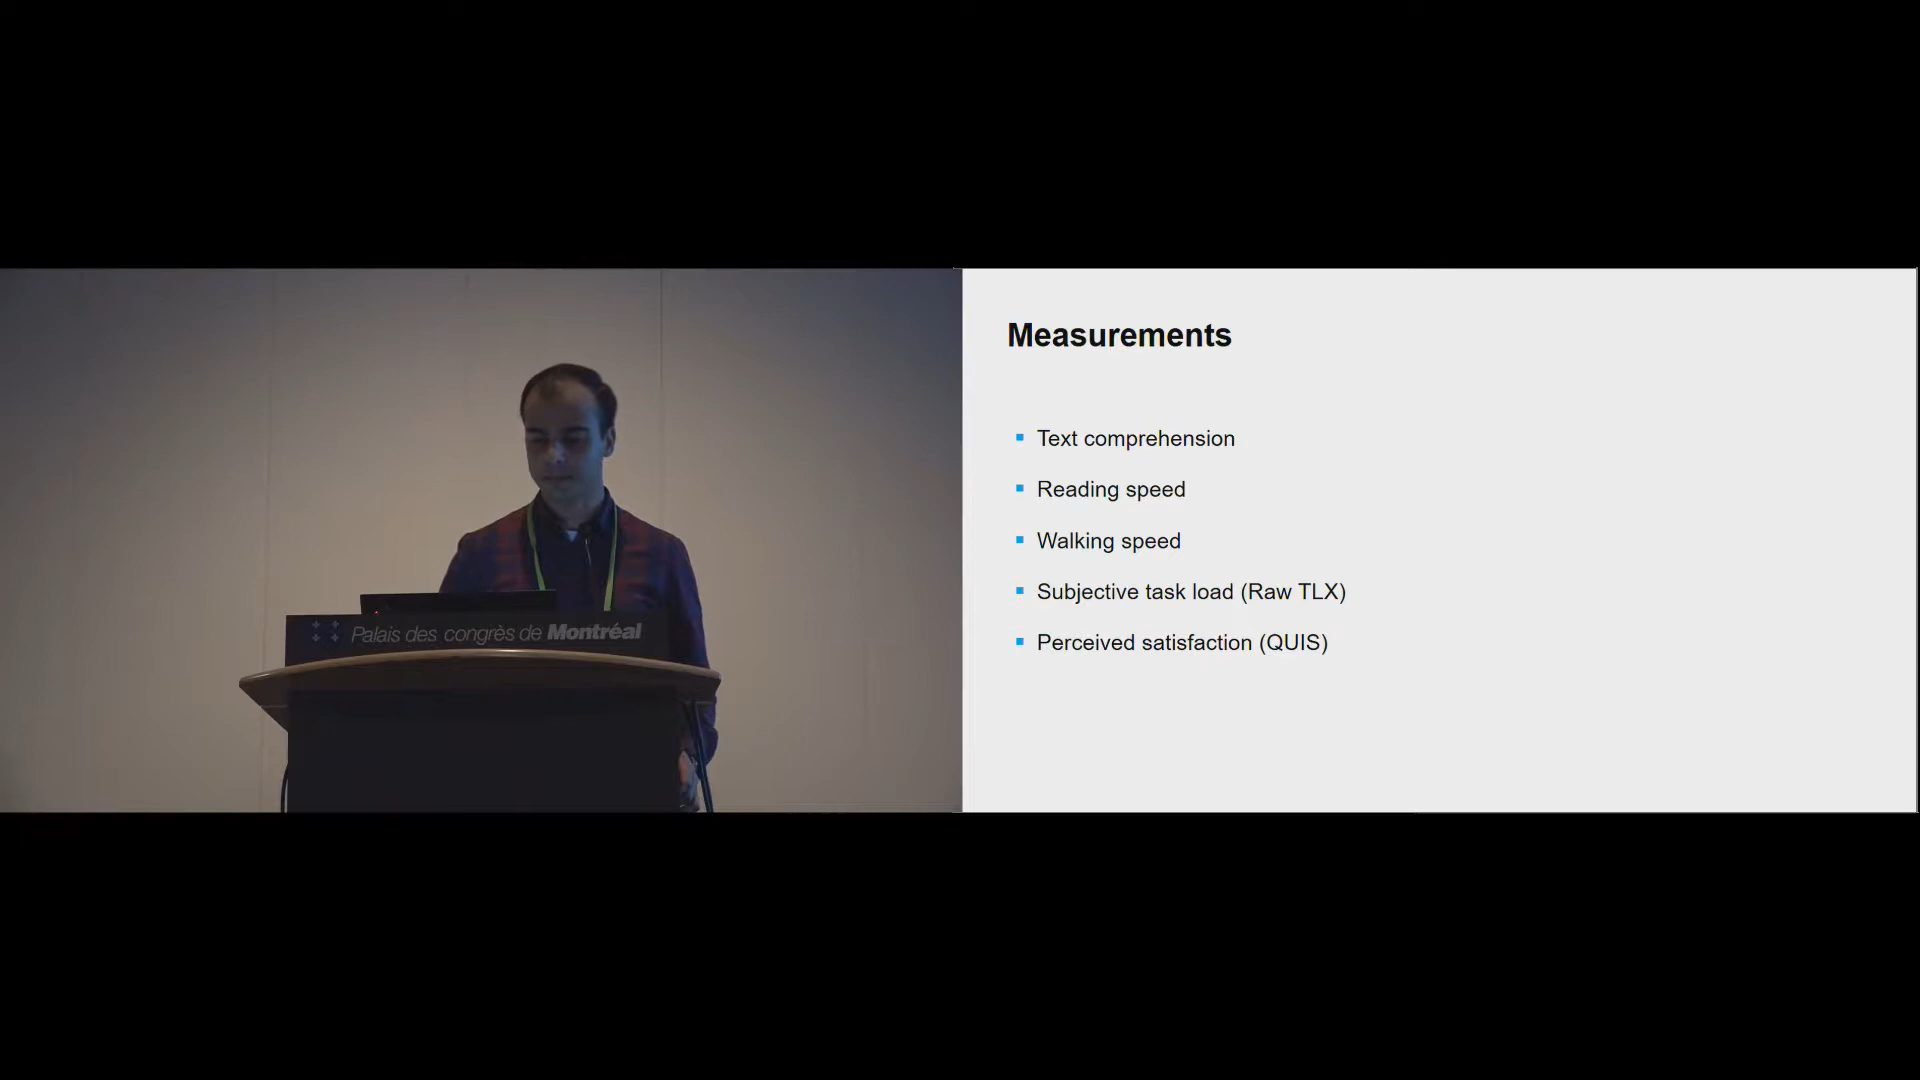 Palais des congrès de Montréal
Measurements
Text comprehension
Reading speed
Walking speed
Subjective task load (Raw TLX)
Perceived satisfaction (QUIS)